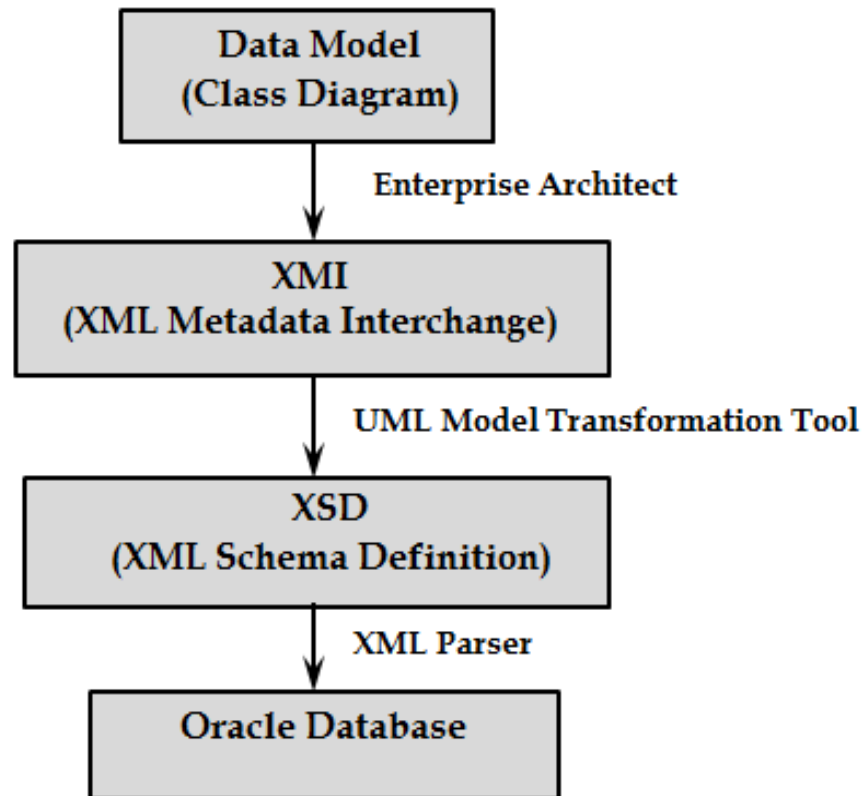 Data Model
(Class Diagram)
Enterprise Architect
XMI
(XML Metadata Interchange)
UML Model Transformation Tool
XSD
(XML Schema Definition)
XML Parser
Oracle Database